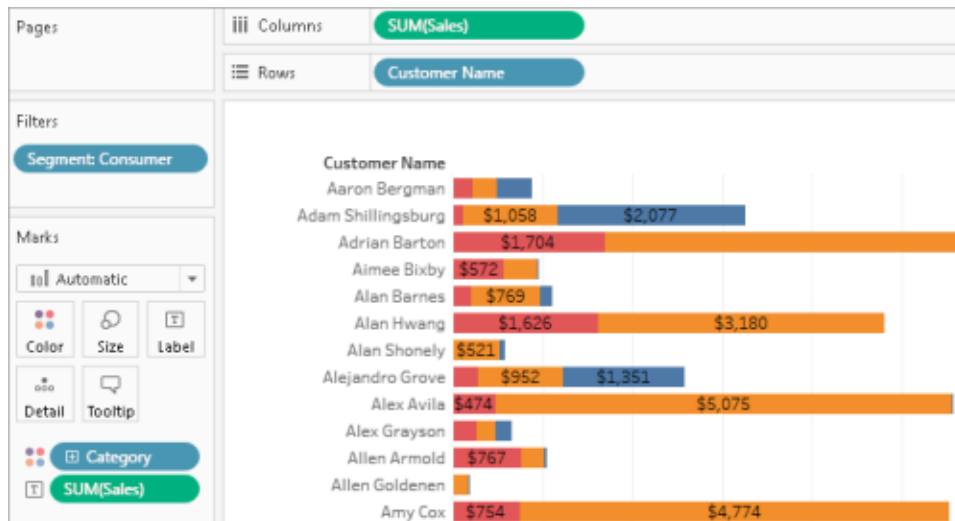 Pages
Columns SUM(Sales)
Rows Customer Name
Filters
Segment: Consumer
Marks
Automatic
Color Size Label
Detail Tooltip
Category
SUM(Sales)
Customer Name
Aaron Bergman
Adam Shillingsburg $1,058 $2,077
Adrian Barton $1,704
Aimee Bixby $572
Alan Barnes $769
Alan Hwang $1,626 $3,180
Alan Shonely $521
Alejandro Grove $952 $1,351
Alex Avila $474 $5,075
Alex Grayson
Allen Armold $767
Allen Goldenen
Amy Cox $754 $4,774